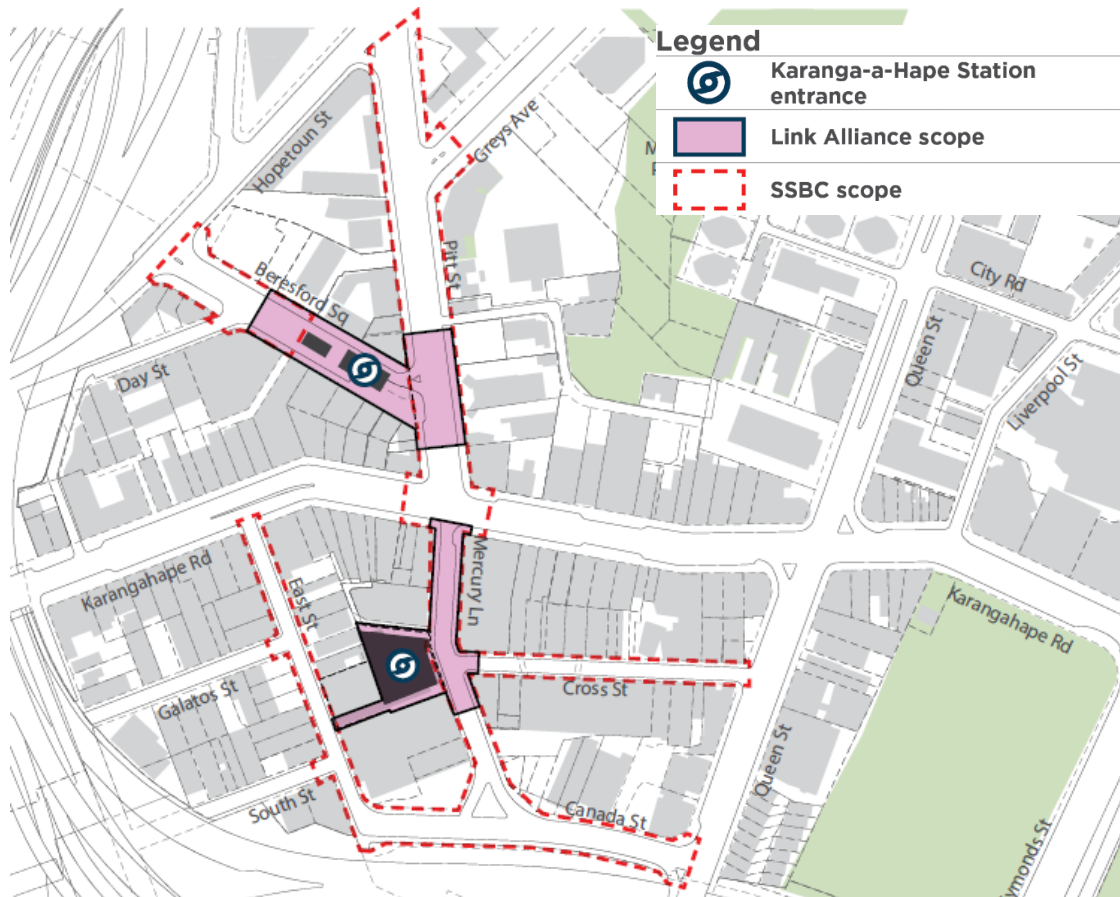 Legend
Karanga-a-Hape Station
entrance
Link Alliance scope
SSBC scope
Hopetoun St
Greys Ave
Pitt St
Beresford Sq
City Rd
Queen St
Liverpool St
Day St
Karangahape Rd
Mercury Ln
East St
Karangahape Rd
Galatos St
Cross St
Queen St
South St
Canada St
ymonds St